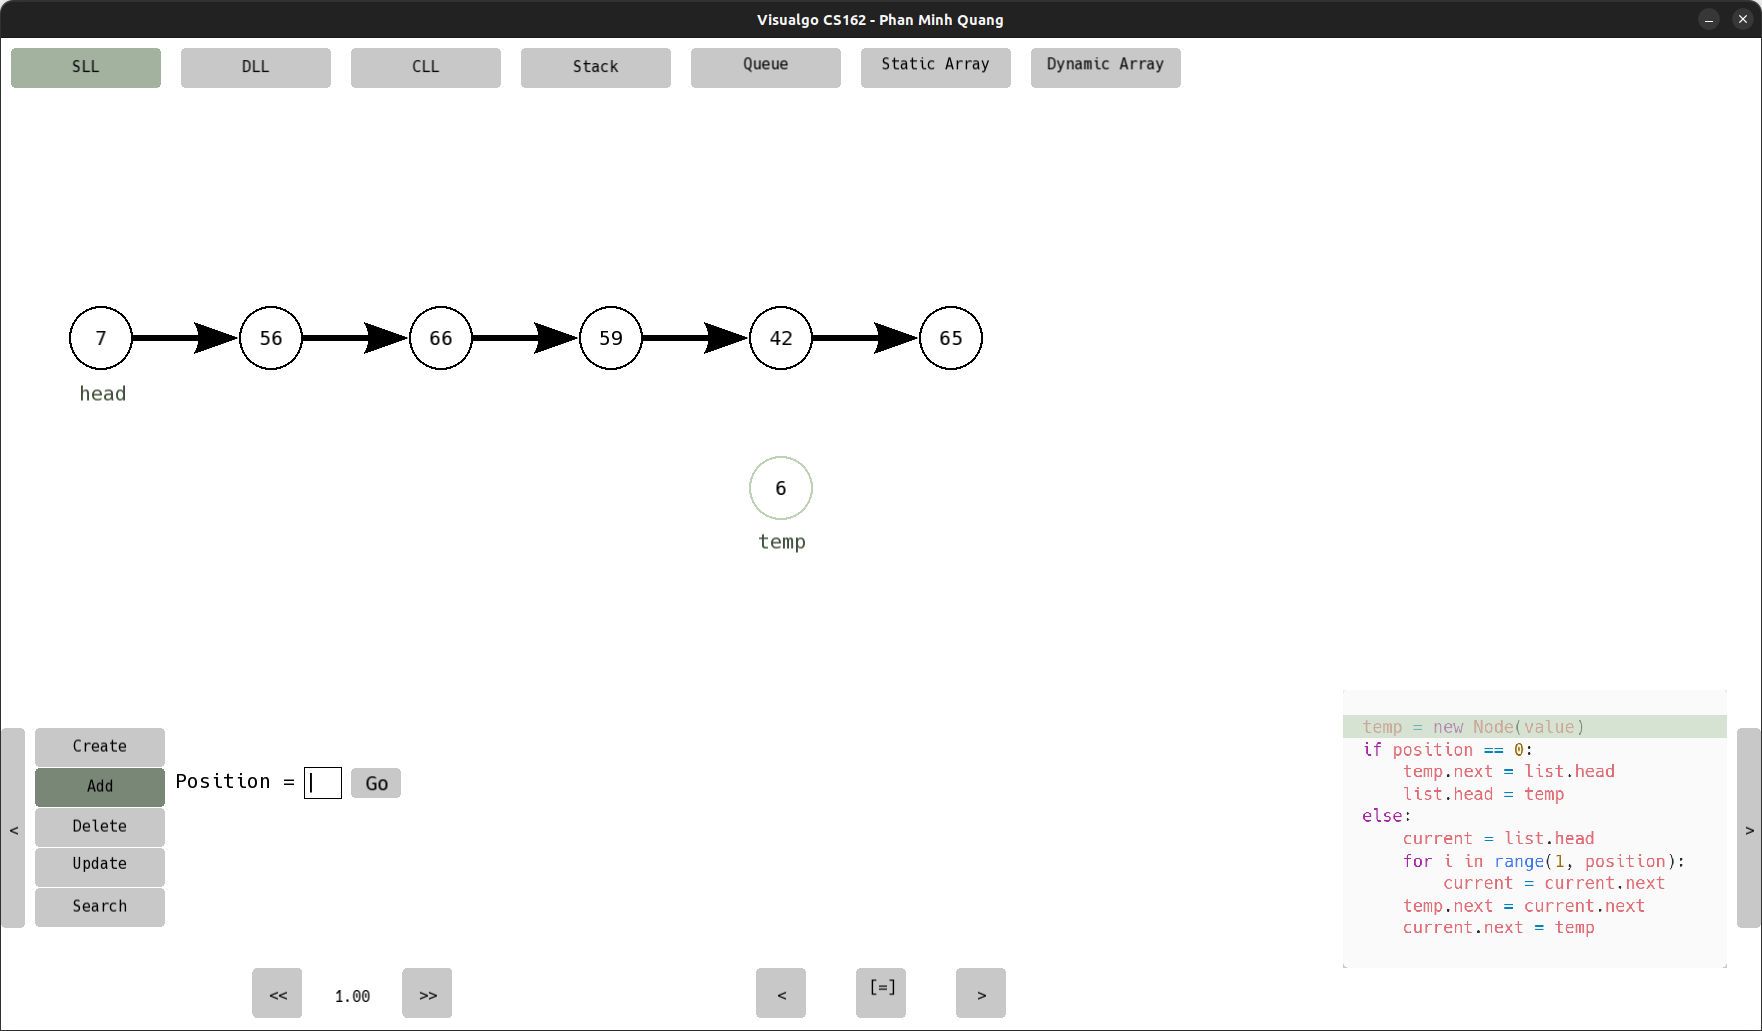 Visualgo CS162 - Phan Minh Quang
SLL DLL CLL Stack Queue Static Array Dynamic Array
7 56 66 59 42 65
head
6
temp
Create
Add
Delete
Update
Search
Position = Go
<
temp = new Node(value)
if position == 0:
    temp.next = list.head
    list.head = temp
else:
    current = list.head
    for i in range(1, position):
        current = current.next
    temp.next = current.next
    current.next = temp
>
<< 1.00 >> < [=] >